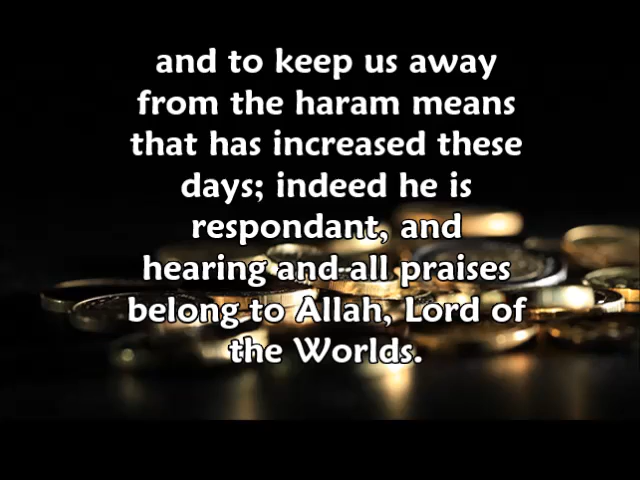 and to keep us away
from the haram means
that has increased these
days; indeed he is
respondant, and
hearing and all praises
belong to Allah, Lord of
the Worlds.